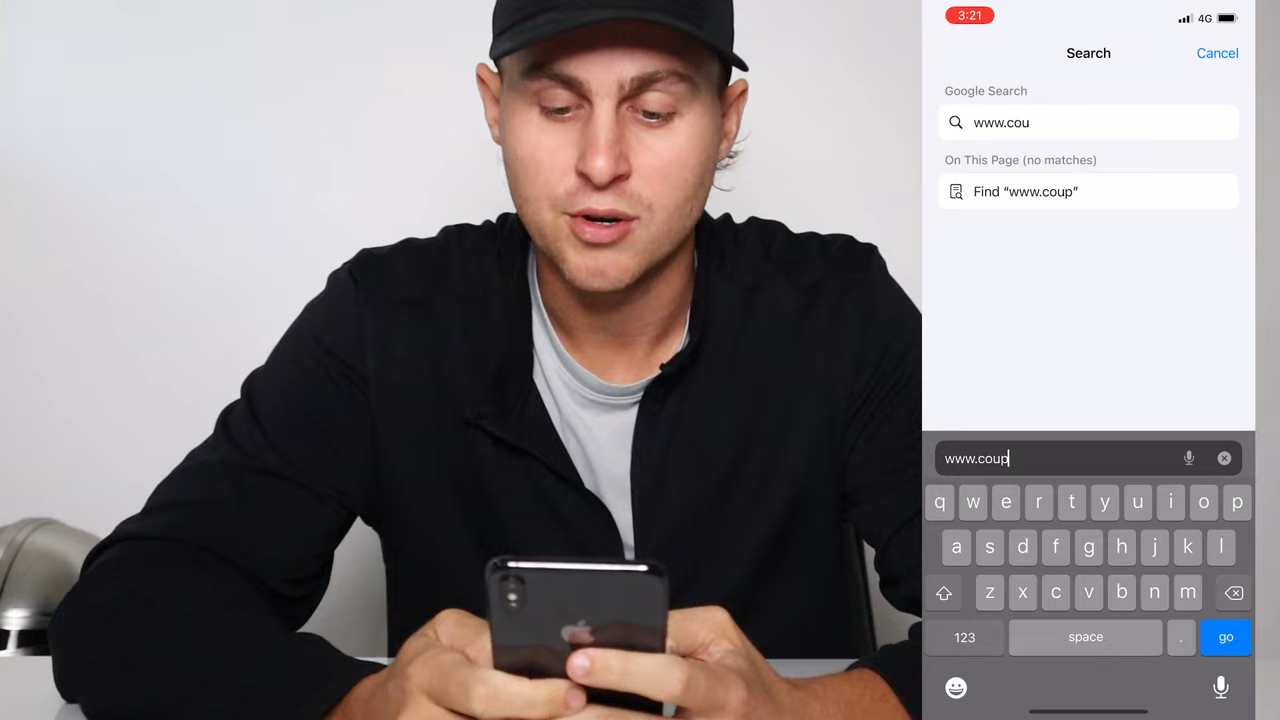 3:21
4G
Search
Cancel
Google Search
www.cou
On This Page (no matches)
Find “www.coup”
www.coup
q w e r t y u i o p
a s d f g h j k l
z x c v b n m
123 space . go